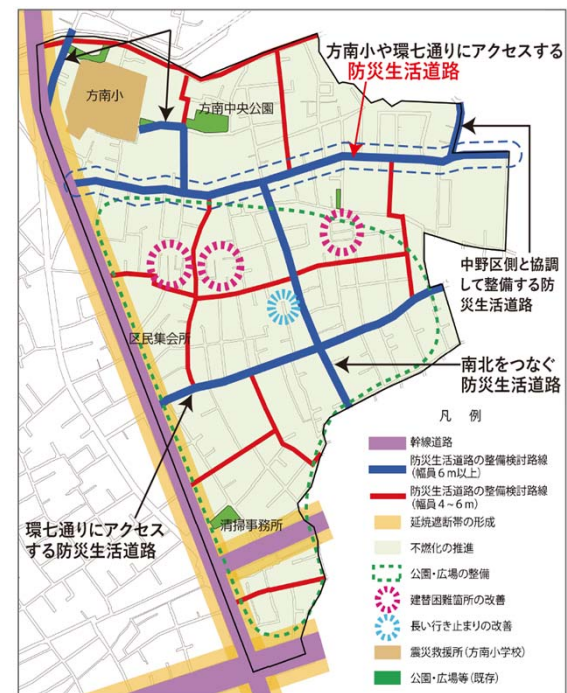 方南小や環七通りにアクセスする
防災生活道路
方南小
方南中央公園
中野区側と協調
して整備する防
災生活道路
区民集会所
南北をつなぐ
防災生活道路
環七通りにアクセス
する防災生活道路
清掃事務所
凡 例
幹線道路
防災生活道路の整備検討路線
(幅員6m以上)
防災生活道路の整備検討路線
(幅員4~6m)
延焼遮断帯の形成
不燃化の推進
公園・広場の整備
建替困難箇所の改善
長い行き止まりの改善
震災救援所(方南小学校)
公園・広場等(既存)